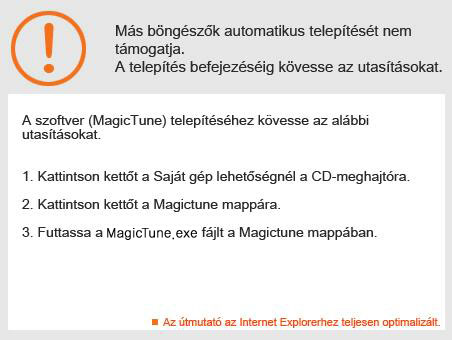 Más böngészők automatikus telepítését nem
támogatja.
A telepítés befejezéséig kövesse az utasításokat.
A szoftver (MagicTune) telepítéséhez kövesse az alábbi
utasításokat.
1. Kattintson kettőt a Saját gép lehetőségnél a CD-meghajtóra.
2. Kattintson kettőt a Magictune mappára.
3. Futtassa a MagicTune.exe fájlt a Magictune mappában.
Az útmutató az Internet Explorerhez teljesen optimalizált.